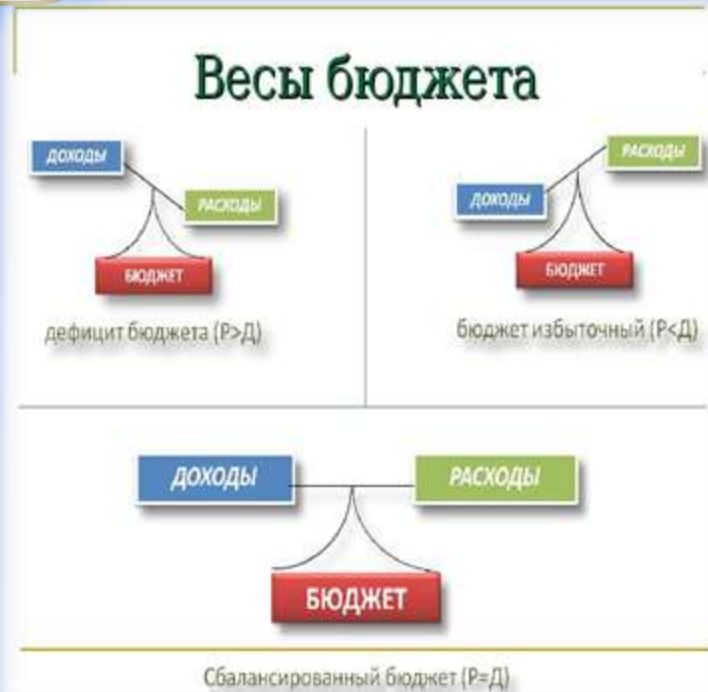 Весы бюджета
ДОХОДЫ
РАСХОДЫ
БЮДЖЕТ
дефицит бюджета (Р>Д)
РАСХОДЫ
ДОХОДЫ
БЮДЖЕТ
бюджет избыточный (Р<Д)
ДОХОДЫ
РАСХОДЫ
БЮДЖЕТ
Сбалансированный бюджет (Р=Д)